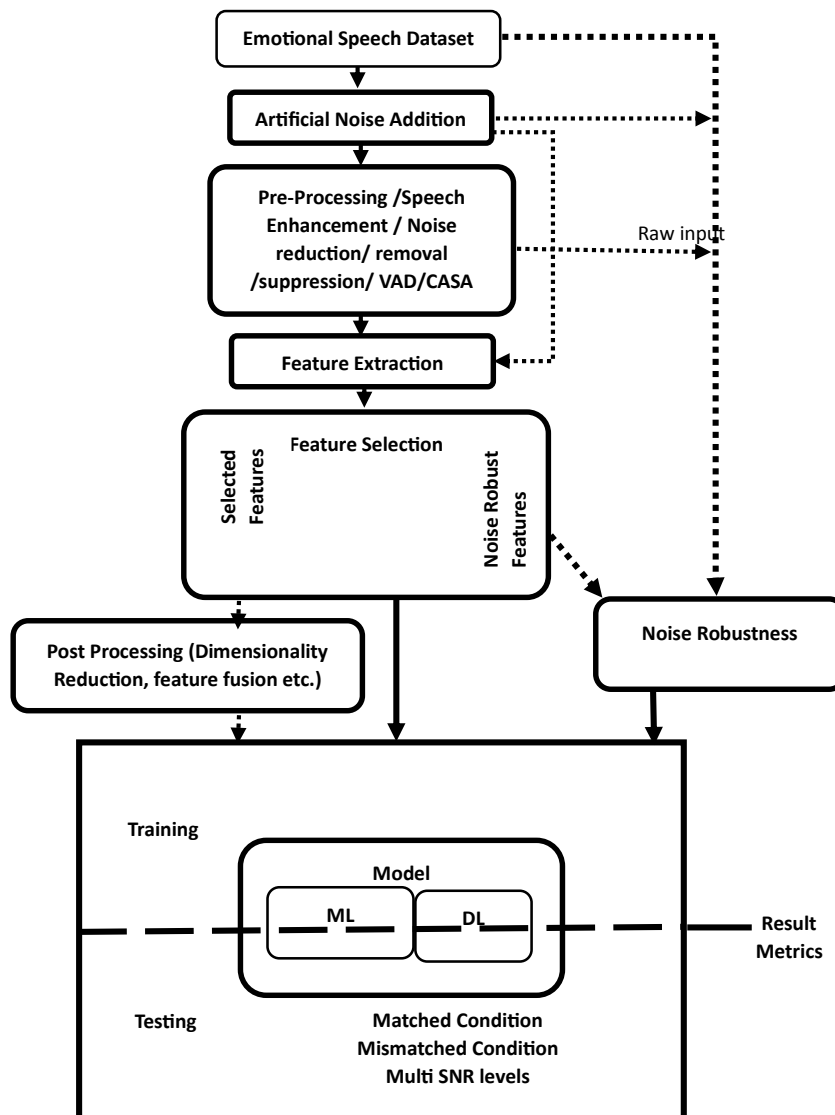 Emotional Speech Dataset
Artificial Noise Addition
Pre-Processing /Speech
Enhancement / Noise
reduction/ removal
/suppression/ VAD/CASA
Raw input
Feature Extraction
Feature Selection
Selected
Features
Noise Robust
Features
Post Processing (Dimensionality
Reduction, feature fusion etc.)
Noise Robustness
Training
Model
ML
DL
Result
Metrics
Testing
Matched Condition
Mismatched Condition
Multi SNR levels